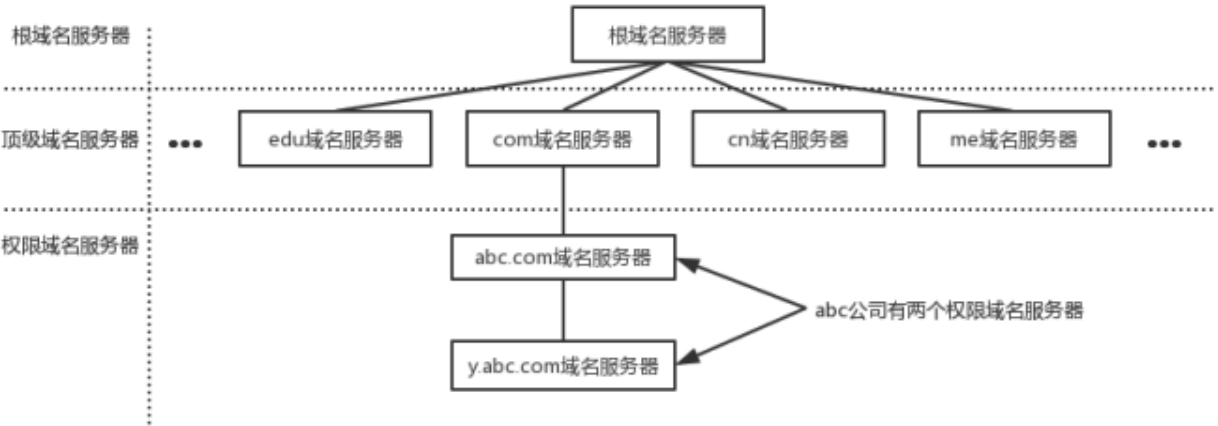 根域名服务器
根域名服务器
顶级域名服务器
•••
edu域名服务器
com域名服务器
cn域名服务器
me域名服务器
•••
权限域名服务器
abc.com域名服务器
abc公司有两个权限域名服务器
y.abc.com域名服务器